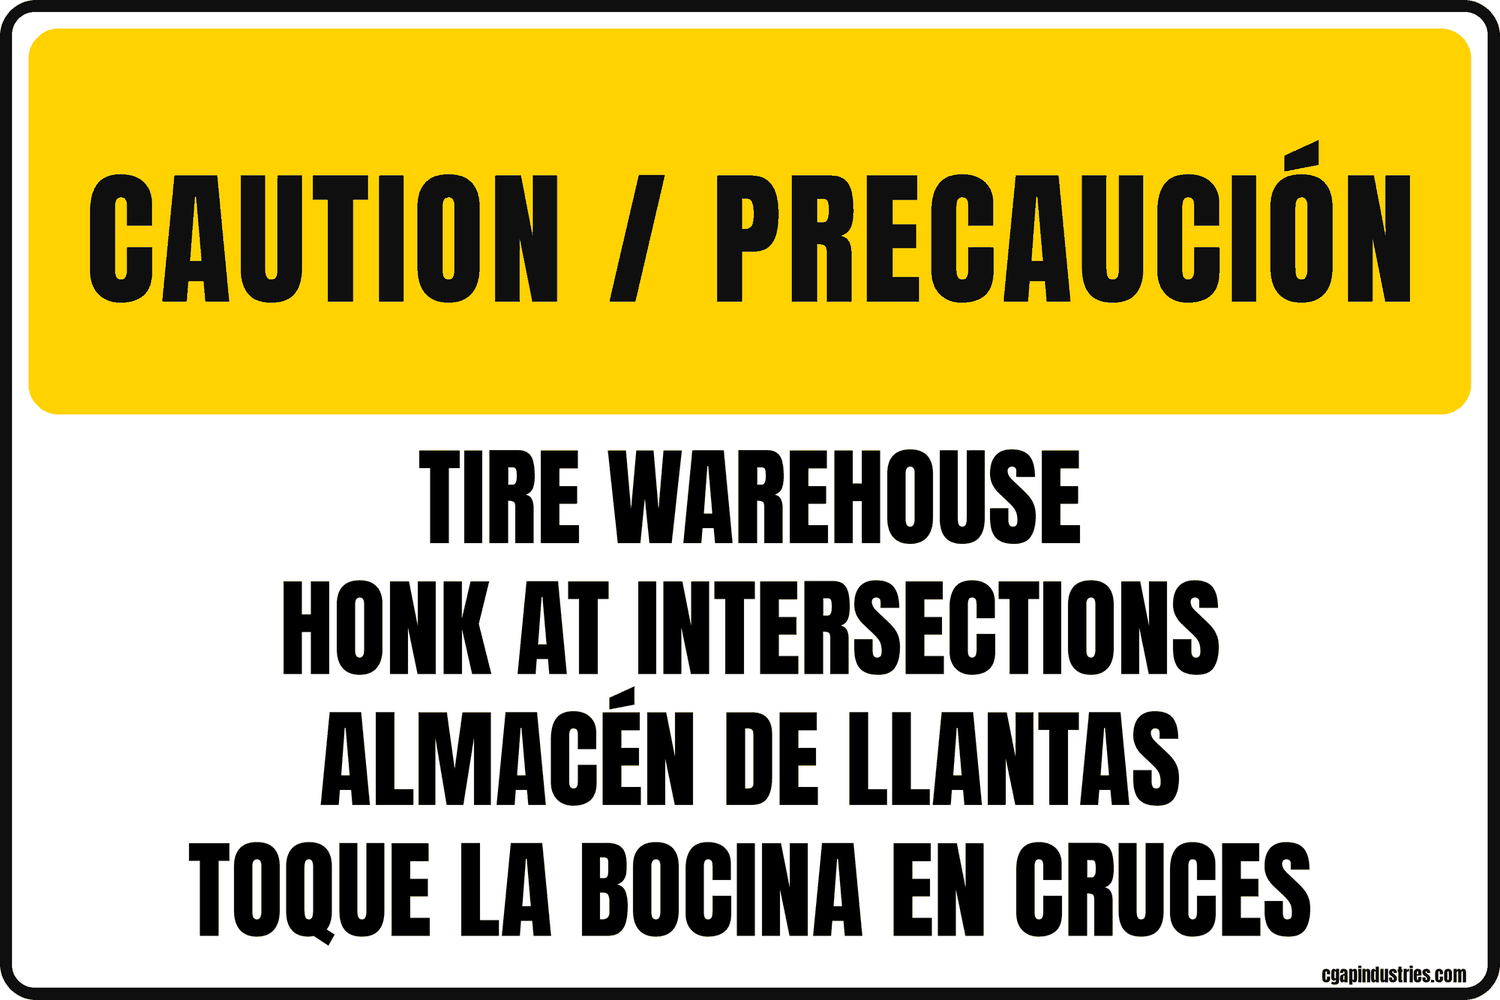 CAUTION / PRECAUCIÓN
TIRE WAREHOUSE
HONK AT INTERSECTIONS
ALMACÉN DE LLANTAS
TOQUE LA BOCINA EN CRUCES
cgapindustries.com